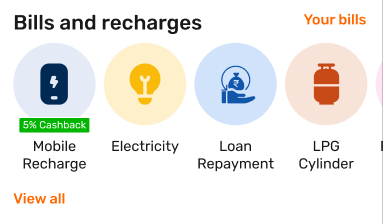 Bills and recharges
Your bills
5% Cashback
Mobile
Recharge
Electricity
Loan
Repayment
LPG
Cylinder
View all